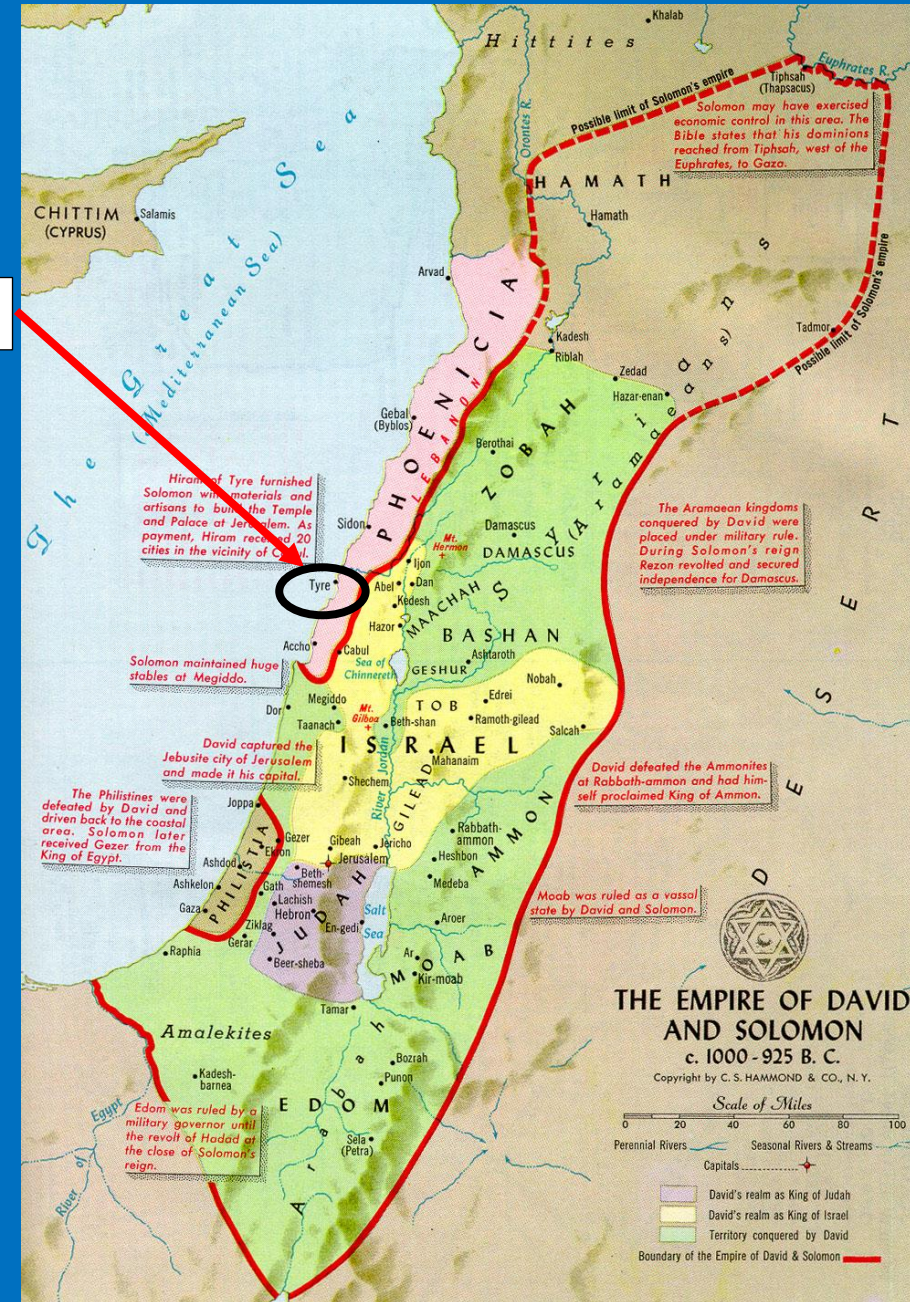 Khalab
Hittites
Euphrates R.
Tiphsah
(Thapsacus)
Possible limit of Solomon's empire
Solomon may have exercised
economic control in this area. The
Bible states that his dominions
reached from Tiphsah, west of the
Euphrates, to Gaza.
Orontes R.
HAMATH
Hamath
CHITTIM
(CYPRUS)
Salamis
The Great Sea
(Mediterranean Sea)
Arvad
Possible limit of Solomon's empire
Tadmor
Kadesh
Riblah
Zedad
Hazar-enan
PHOENICIA
LEBANON
Gebal
(Byblos)
ZOBAH
Berothai
Syrians
(Aramaeans)
DESERT
Hiram of Tyre furnished
Solomon with materials and
artisans to build the Temple
and Palace at Jerusalem. As
payment, Hiram received 20
cities in the vicinity of Cabul.
Sidon
Mt.
Hermon
Damascus
DAMASCUS
The Aramaean kingdoms
conquered by David were
placed under military rule.
During Solomon's reign
Rezon revolted and secured
independence for Damascus.
Ijon
Tyre
Abel
Dan
Kedesh
MAACHAH
Hazor
BASHAN
Accho
Cabul
Sea of
Chinnereth
GESHUR
Ashtaroth
Solomon maintained huge
stables at Megiddo.
Nobah
Edrei
TOB
Dor
Megiddo
Taanach
Mt.
Gilboa
Beth-shan
Ramoth-gilead
Salcah
David captured the
Jebusite city of Jerusalem
and made it his capital.
ISRAEL
Mahanaim
Shechem
River Jordan
GILEAD
David defeated the Ammonites
at Rabbath-ammon and had him-
self proclaimed King of Ammon.
The Philistines were
defeated by David and
driven back to the coastal
area. Solomon later
received Gezer from the
King of Egypt.
Joppa
PHILISTIA
Gezer
Ekron
Gibeah
Jericho
Jerusalem
Rabbath-
ammon
AMMON
Heshbon
Medeba
Ashdod
Ashkelon
Gaza
Gath
Beth-
shemesh
Lachish
Hebron
JUDAH
En-gedi
Salt
Sea
Ziklag
Gerar
Beer-sheba
Raphia
Aroer
Moab was ruled as a vassal
state by David and Solomon.
Ar
Kir-moab
MOAB
Tamar
Amalekites
Kadesh-
barnea
Arabah
Bozrah
Punon
EDOM
Sela
(Petra)
River of Egypt
Edom was ruled by a
military governor until
the revolt of Hadad at
the close of Solomon's
reign.
THE EMPIRE OF DAVID
AND SOLOMON
c. 1000-925 B. C.
Copyright by C. S. HAMMOND & CO., N. Y.
Scale of Miles
0 20 40 60 80 100
Perennial Rivers
Seasonal Rivers & Streams
Capitals
David's realm as King of Judah
David's realm as King of Israel
Territory conquered by David
Boundary of the Empire of David & Solomon